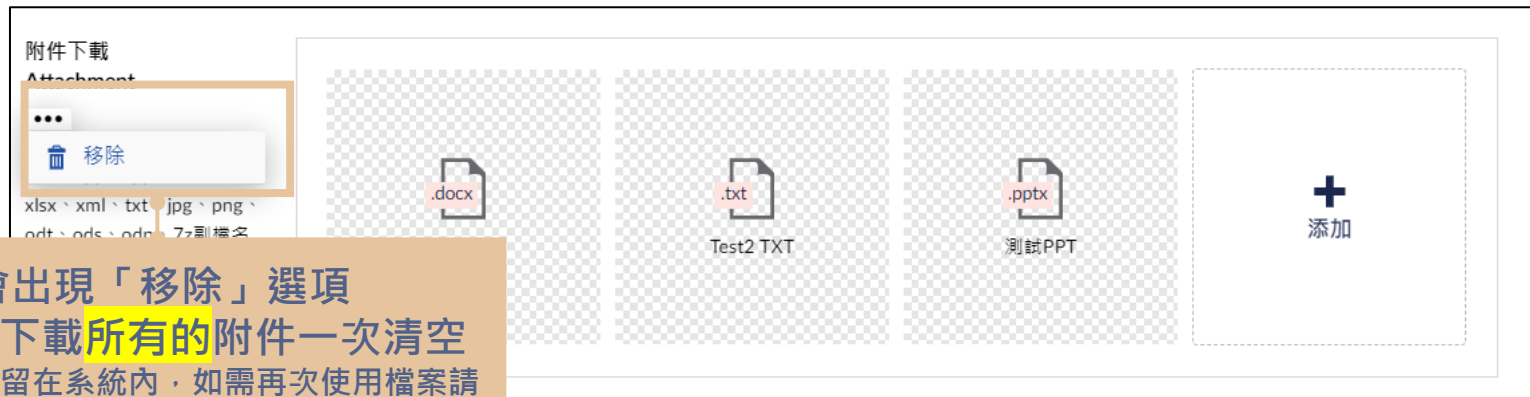 附件下載
Attachment
•••
移除
xlsx、xml、txt、jpg、png、
odt、ods、odp、7z副檔名
.docx
.txt
Test2 TXT
.pptx
測試PPT
添加
會出現「移除」選項
下載所有的附件一次清空
留在系統內，如需再次使用檔案請